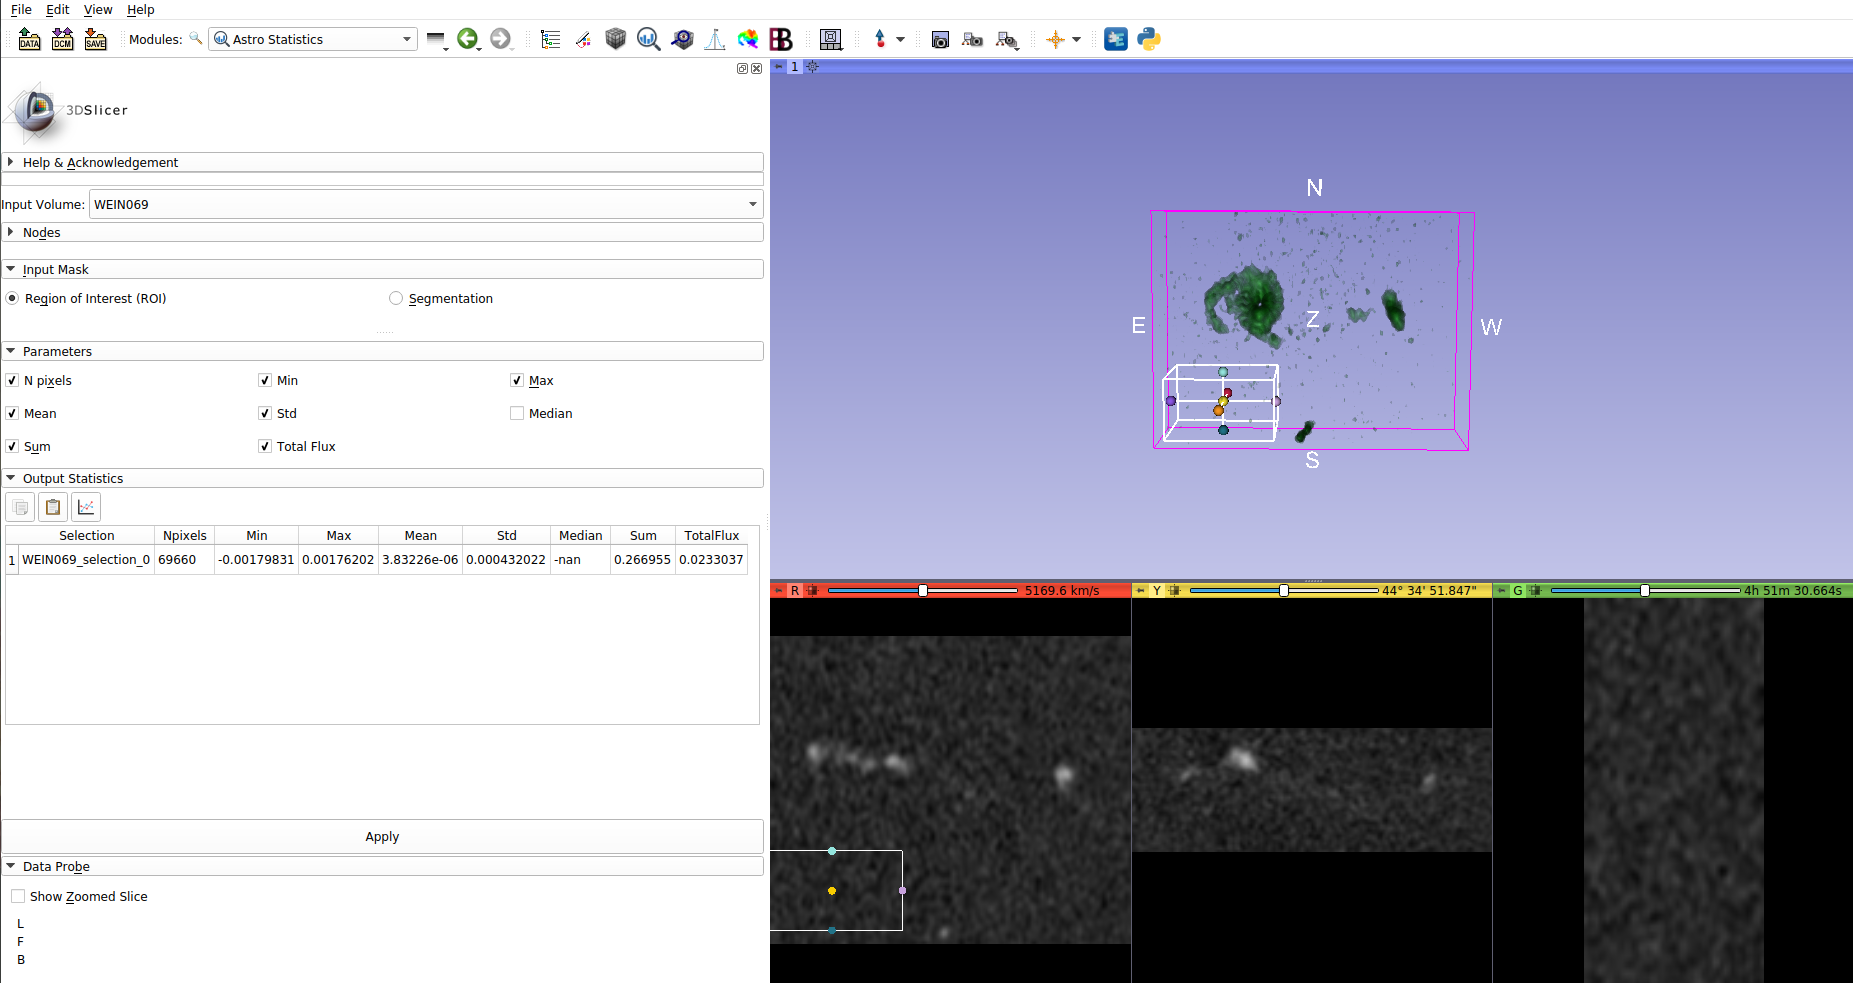 File Edit View Help
DATA DCM SAVE Modules: Astro Statistics
1
3DSlicer
Help & Acknowledgement
Input Volume: WEIN069
Nodes
Input Mask
Region of Interest (ROI) Segmentation
Parameters
N pixels Min Max
Mean Std Median
Sum Total Flux
Output Statistics
Selection Npixels Min Max Mean Std Median Sum TotalFlux
1 WEIN069_selection_0 69660 -0.00179831 0.00176202 3.83226e-06 0.000432022 -nan 0.266955 0.0233037
Apply
Data Probe
Show Zoomed Slice
L
F
B
N
E Z W
S
R 5169.6 km/s Y 44° 34' 51.847" G 4h 51m 30.664s